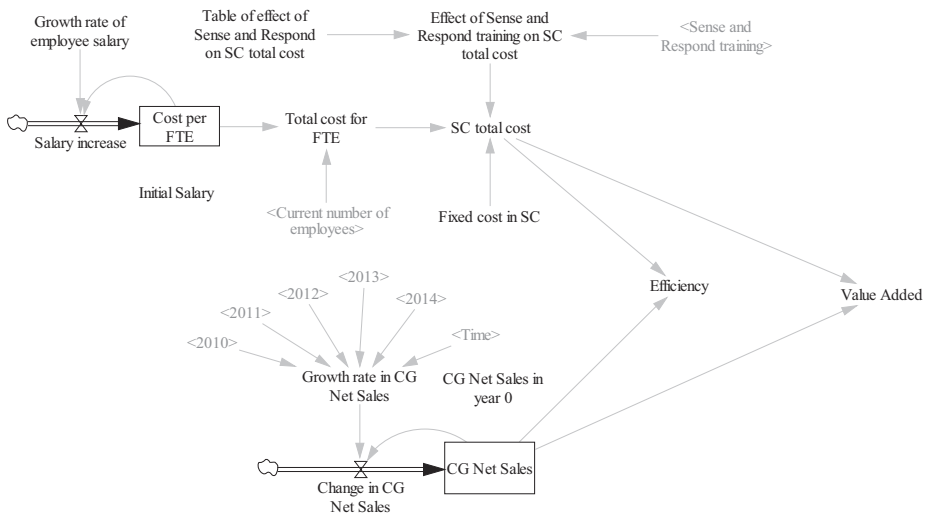 Growth rate of
employee salary
Table of effect of
Sense and Respond
on SC total cost
Effect of Sense and
Respond training on SC
total cost
<Sense and
Respond training>
Salary increase
Cost per
FTE
Total cost for
FTE
SC total cost
Initial Salary
<Current number of
employees>
Fixed cost in SC
Efficiency
Value Added
<2010>
<2011>
<2012>
<2013>
<2014>
<Time>
Growth rate in CG
Net Sales
CG Net Sales in
year 0
Change in CG
Net Sales
CG Net Sales